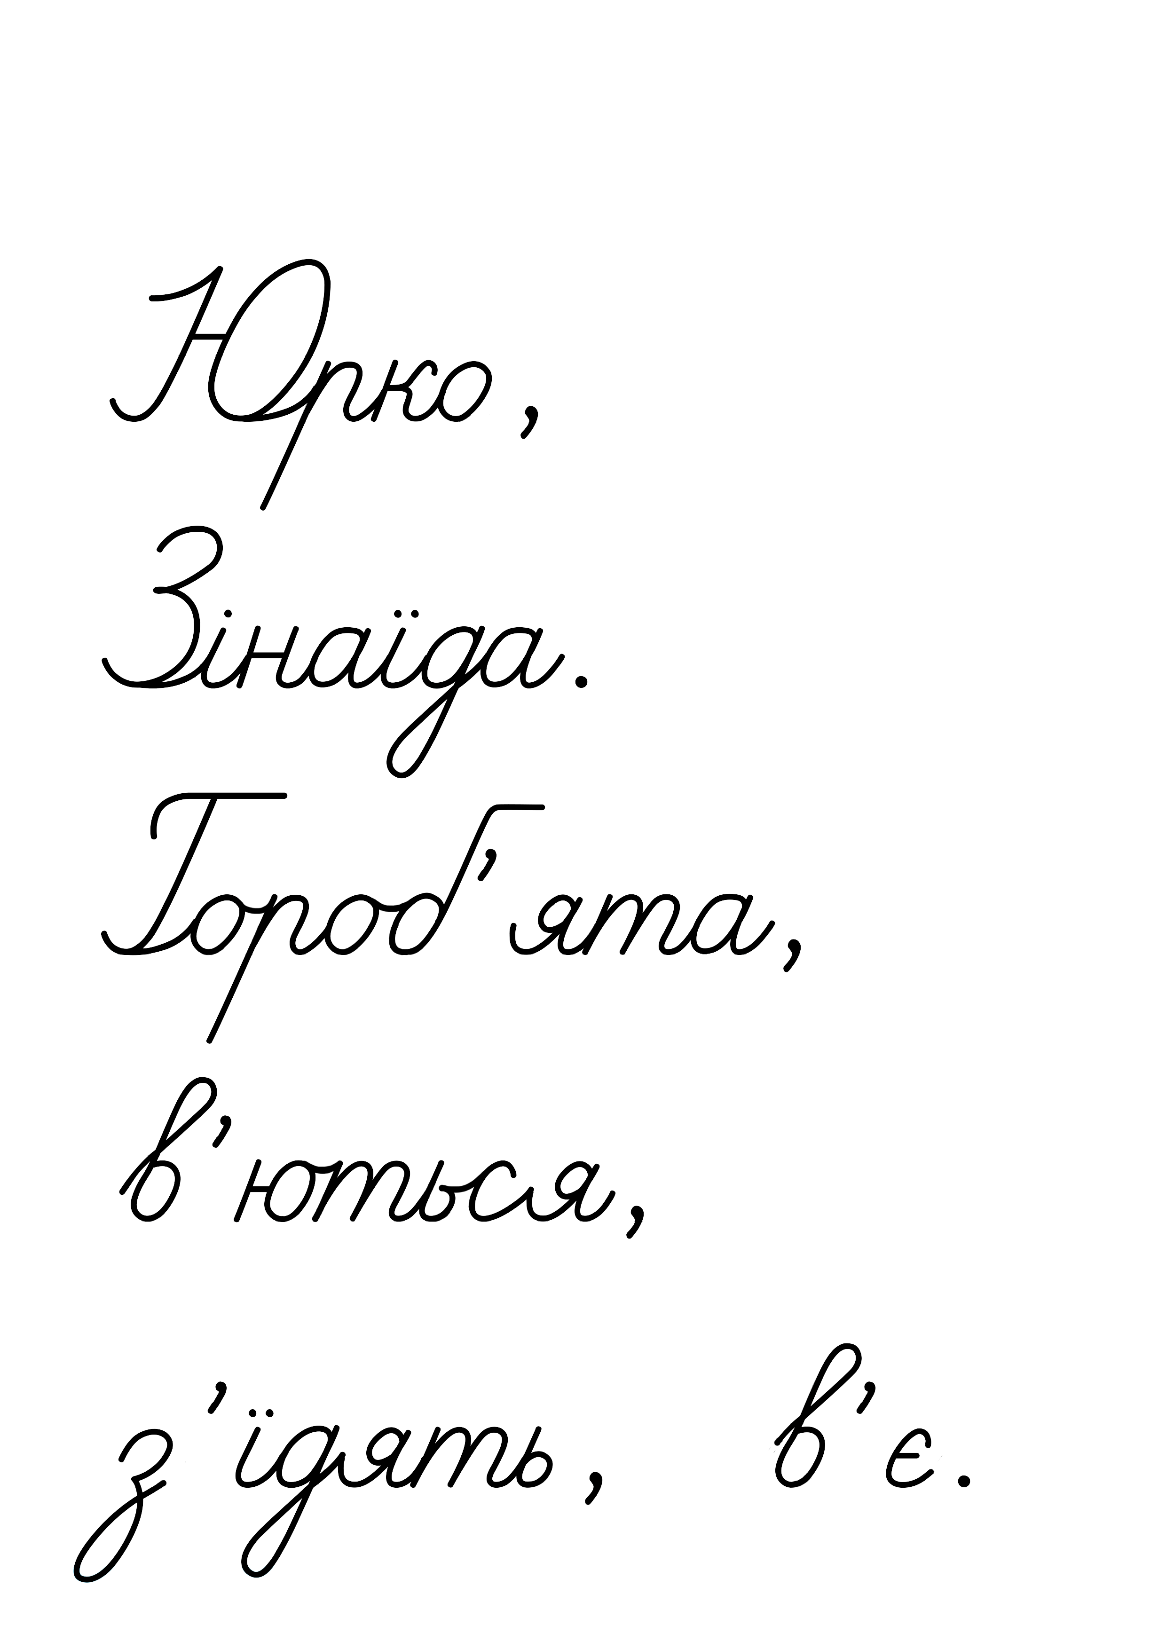 Юрко,
Зінаїда.
Город'ята,
в'ються,
з'їдять, в'є.